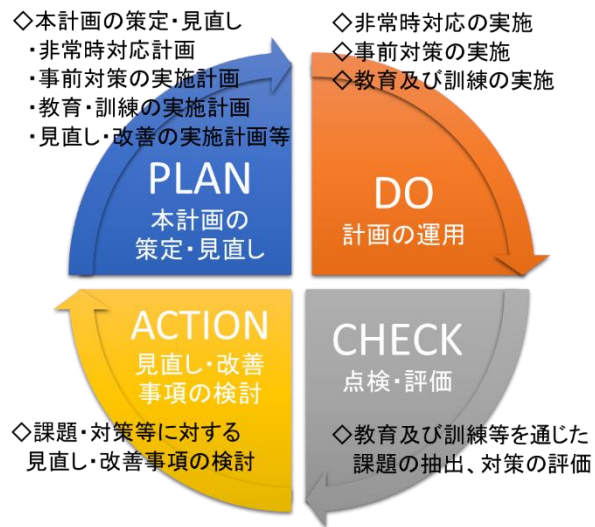 ◇本計画の策定・見直し
・非常時対応計画
・事前対策の実施計画
・教育・訓練の実施計画
・見直し・改善の実施計画等
PLAN
本計画の
策定・見直し
◇非常時対応の実施
◇事前対策の実施
◇教育及び訓練の実施
DO
計画の運用
ACTION
見直し・改善
事項の検討
◇課題・対策等に対する
見直し・改善事項の検討
CHECK
点検・評価
◇教育及び訓練等を通じた
課題の抽出、対策の評価